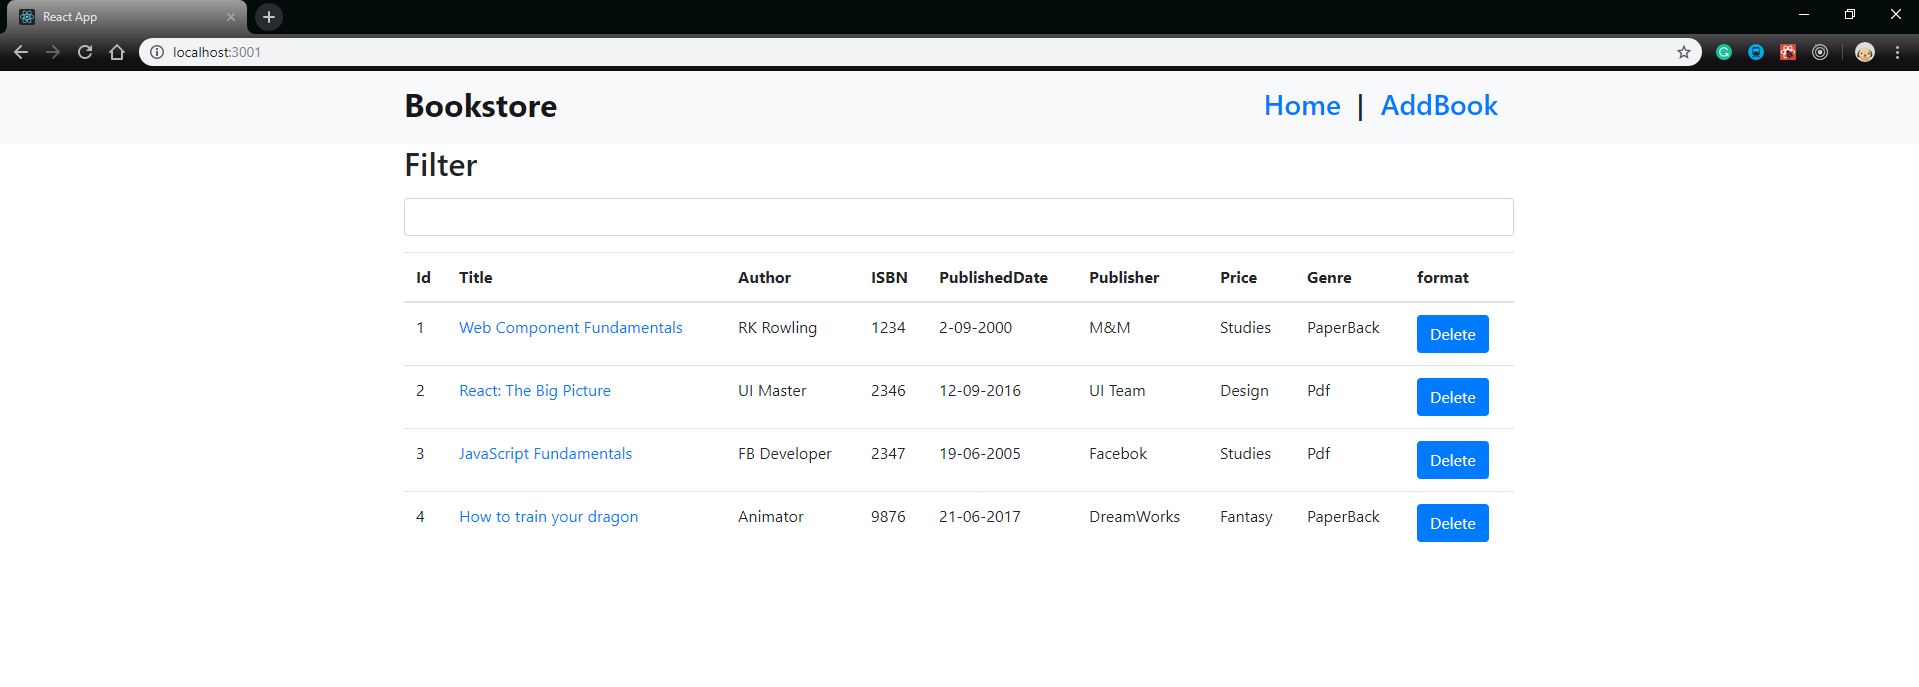 React App
localhost:3001
Bookstore Home | AddBook
Filter
Id Title Author ISBN PublishedDate Publisher Price Genre format
1 Web Component Fundamentals RK Rowling 1234 2-09-2000 M&M Studies PaperBack Delete
2 React: The Big Picture UI Master 2346 12-09-2016 UI Team Design Pdf Delete
3 JavaScript Fundamentals FB Developer 2347 19-06-2005 Facebok Studies Pdf Delete
4 How to train your dragon Animator 9876 21-06-2017 DreamWorks Fantasy PaperBack Delete